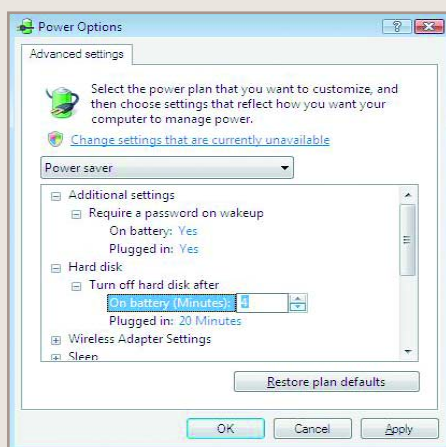 Power Options
Advanced settings
Select the power plan that you want to customize, and
then choose settings that reflect how you want your
computer to manage power.
Change settings that are currently unavailable
Power saver
Additional settings
Require a password on wakeup
On battery: Yes
Plugged in: Yes
Hard disk
Turn off hard disk after
On battery (Minutes): 4
Plugged in: 20 Minutes
Wireless Adapter Settings
Sleep
Restore plan defaults
OK Cancel Apply